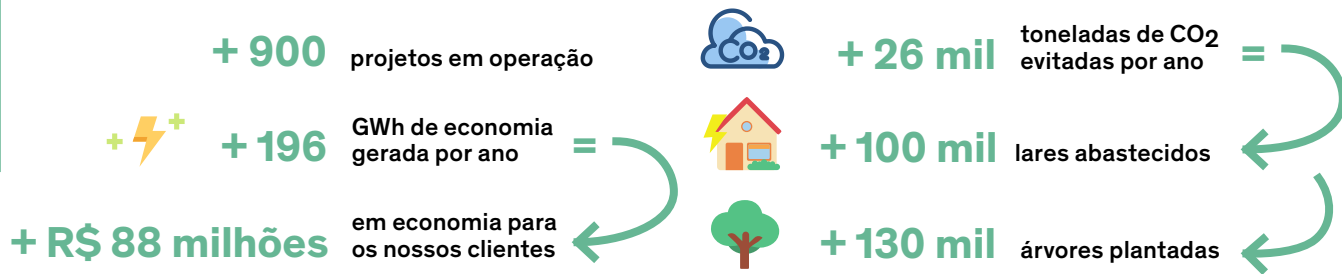 + 900 projetos em operação
+ 196 GWh de economia
gerada por ano =
+ R$ 88 milhões em economia para
os nossos clientes
CO2
+ 26 mil toneladas de CO2
evitadas por ano =
+ 100 mil lares abastecidos
+ 130 mil árvores plantadas